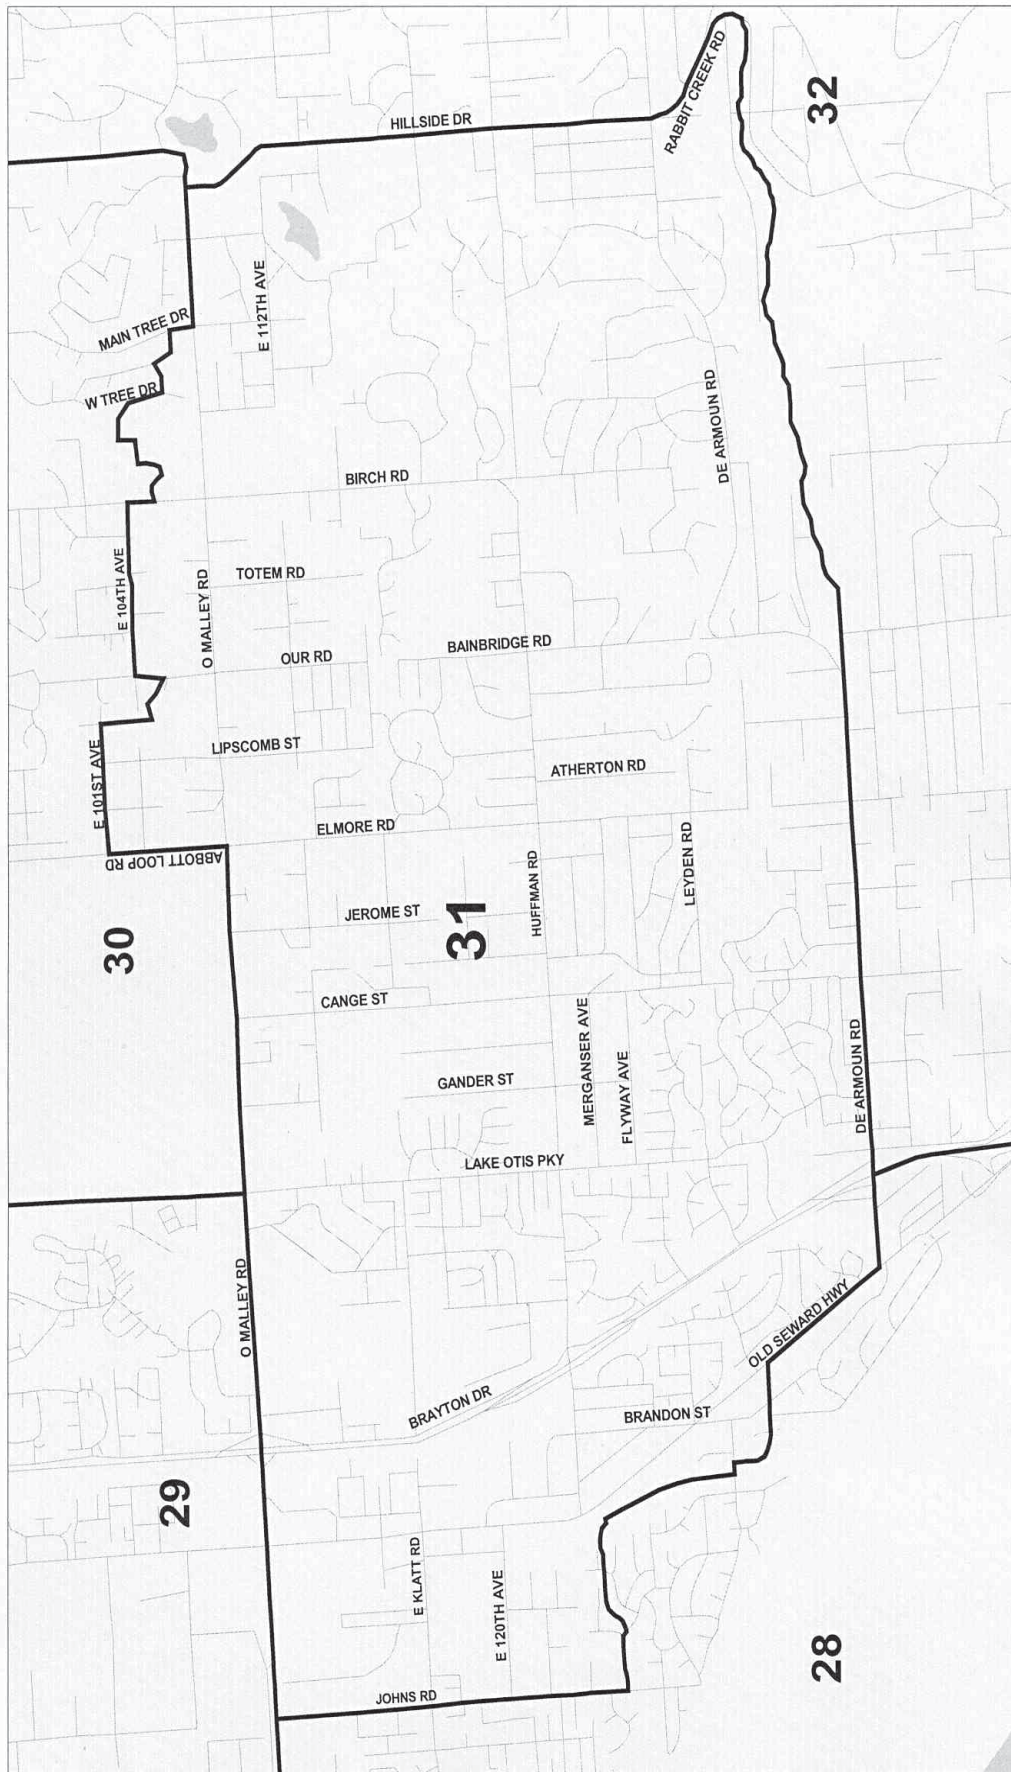 RABBIT CREEK RD
32
HILLSIDE DR
E 112TH AVE
MAIN TREE DR
W TREE DR
DE ARMOUN RD
BIRCH RD
E 104TH AVE
TOTEM RD
O MALLEY RD
BAINBRIDGE RD
OUR RD
LIPSCOMB ST
E 101ST AVE
ATHERTON RD
ELMORE RD
ABBOTT LOOP RD
LEYDEN RD
HUFFMAN RD
JEROME ST
31
30
CANGE ST
MERGANSER AVE
FLYWAY AVE
GANDER ST
DE ARMOUN RD
LAKE OTIS PKY
O MALLEY RD
OLD SEWARD HWY
BRAYTON DR
BRANDON ST
29
E KLATT RD
E 120TH AVE
28
JOHNS RD